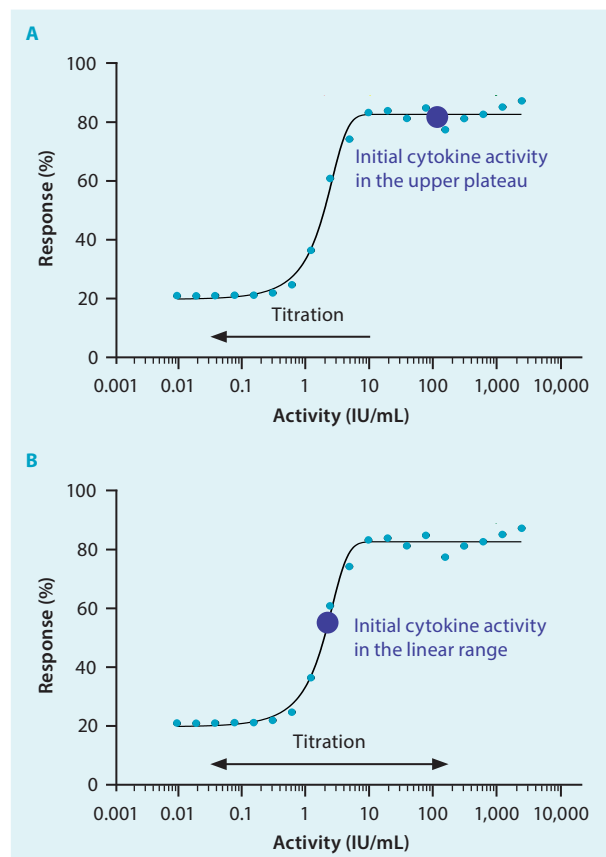 A
100
80
60
40
20
0
Response (%)
Initial cytokine activity
in the upper plateau
Titration
0.001 0.01 0.1 1 10 100 1,000 10,000
Activity (IU/mL)
B
100
80
60
40
20
0
Response (%)
Initial cytokine activity
in the linear range
Titration
0.001 0.01 0.1 1 10 100 1,000 10,000
Activity (IU/mL)